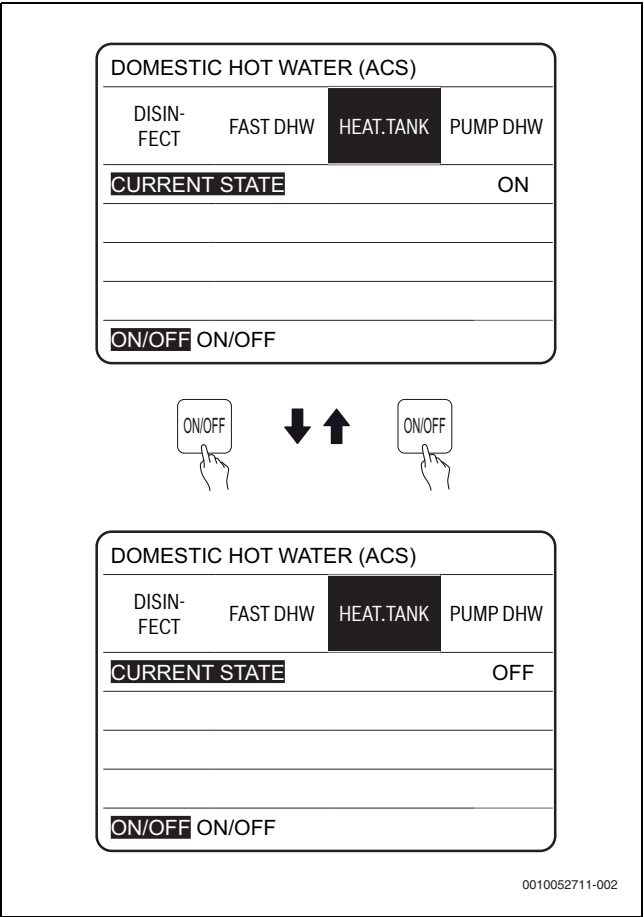 DOMESTIC HOT WATER (ACS)
DISIN-
FECT
FAST DHW
HEAT.TANK
PUMP DHW
CURRENT STATE ON
ON/OFF ON/OFF
ON/OFF ON/OFF
DOMESTIC HOT WATER (ACS)
DISIN-
FECT
FAST DHW
HEAT.TANK
PUMP DHW
CURRENT STATE OFF
ON/OFF ON/OFF
0010052711-002